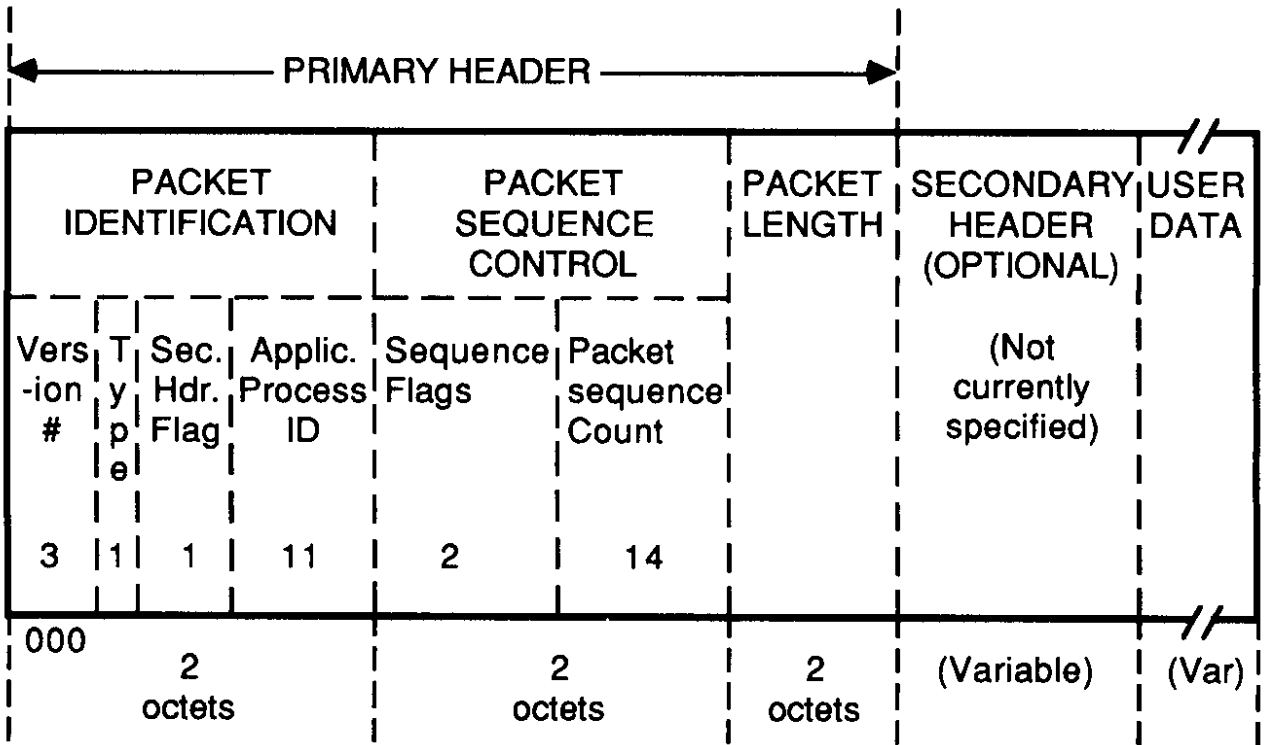 PRIMARY HEADER
PACKET
IDENTIFICATION
PACKET
SEQUENCE
CONTROL
PACKET
LENGTH
SECONDARY
HEADER
(OPTIONAL)
USER
DATA
Vers
-ion
#
Type
Sec.
Hdr.
Flag
Applic.
Process
ID
Sequence
Flags
Packet
sequence
Count
(Not
currently
specified)
3
1
1
11
2
14
000
2
octets
2
octets
2
octets
(Variable)
(Var)